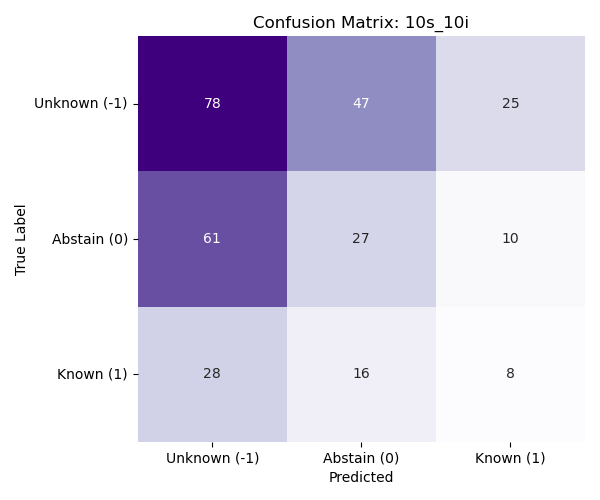 Confusion Matrix: 10s_10i
True Label
Unknown (-1) 78 47 25
Abstain (0) 61 27 10
Known (1) 28 16 8
Unknown (-1) Abstain (0) Known (1)
Predicted